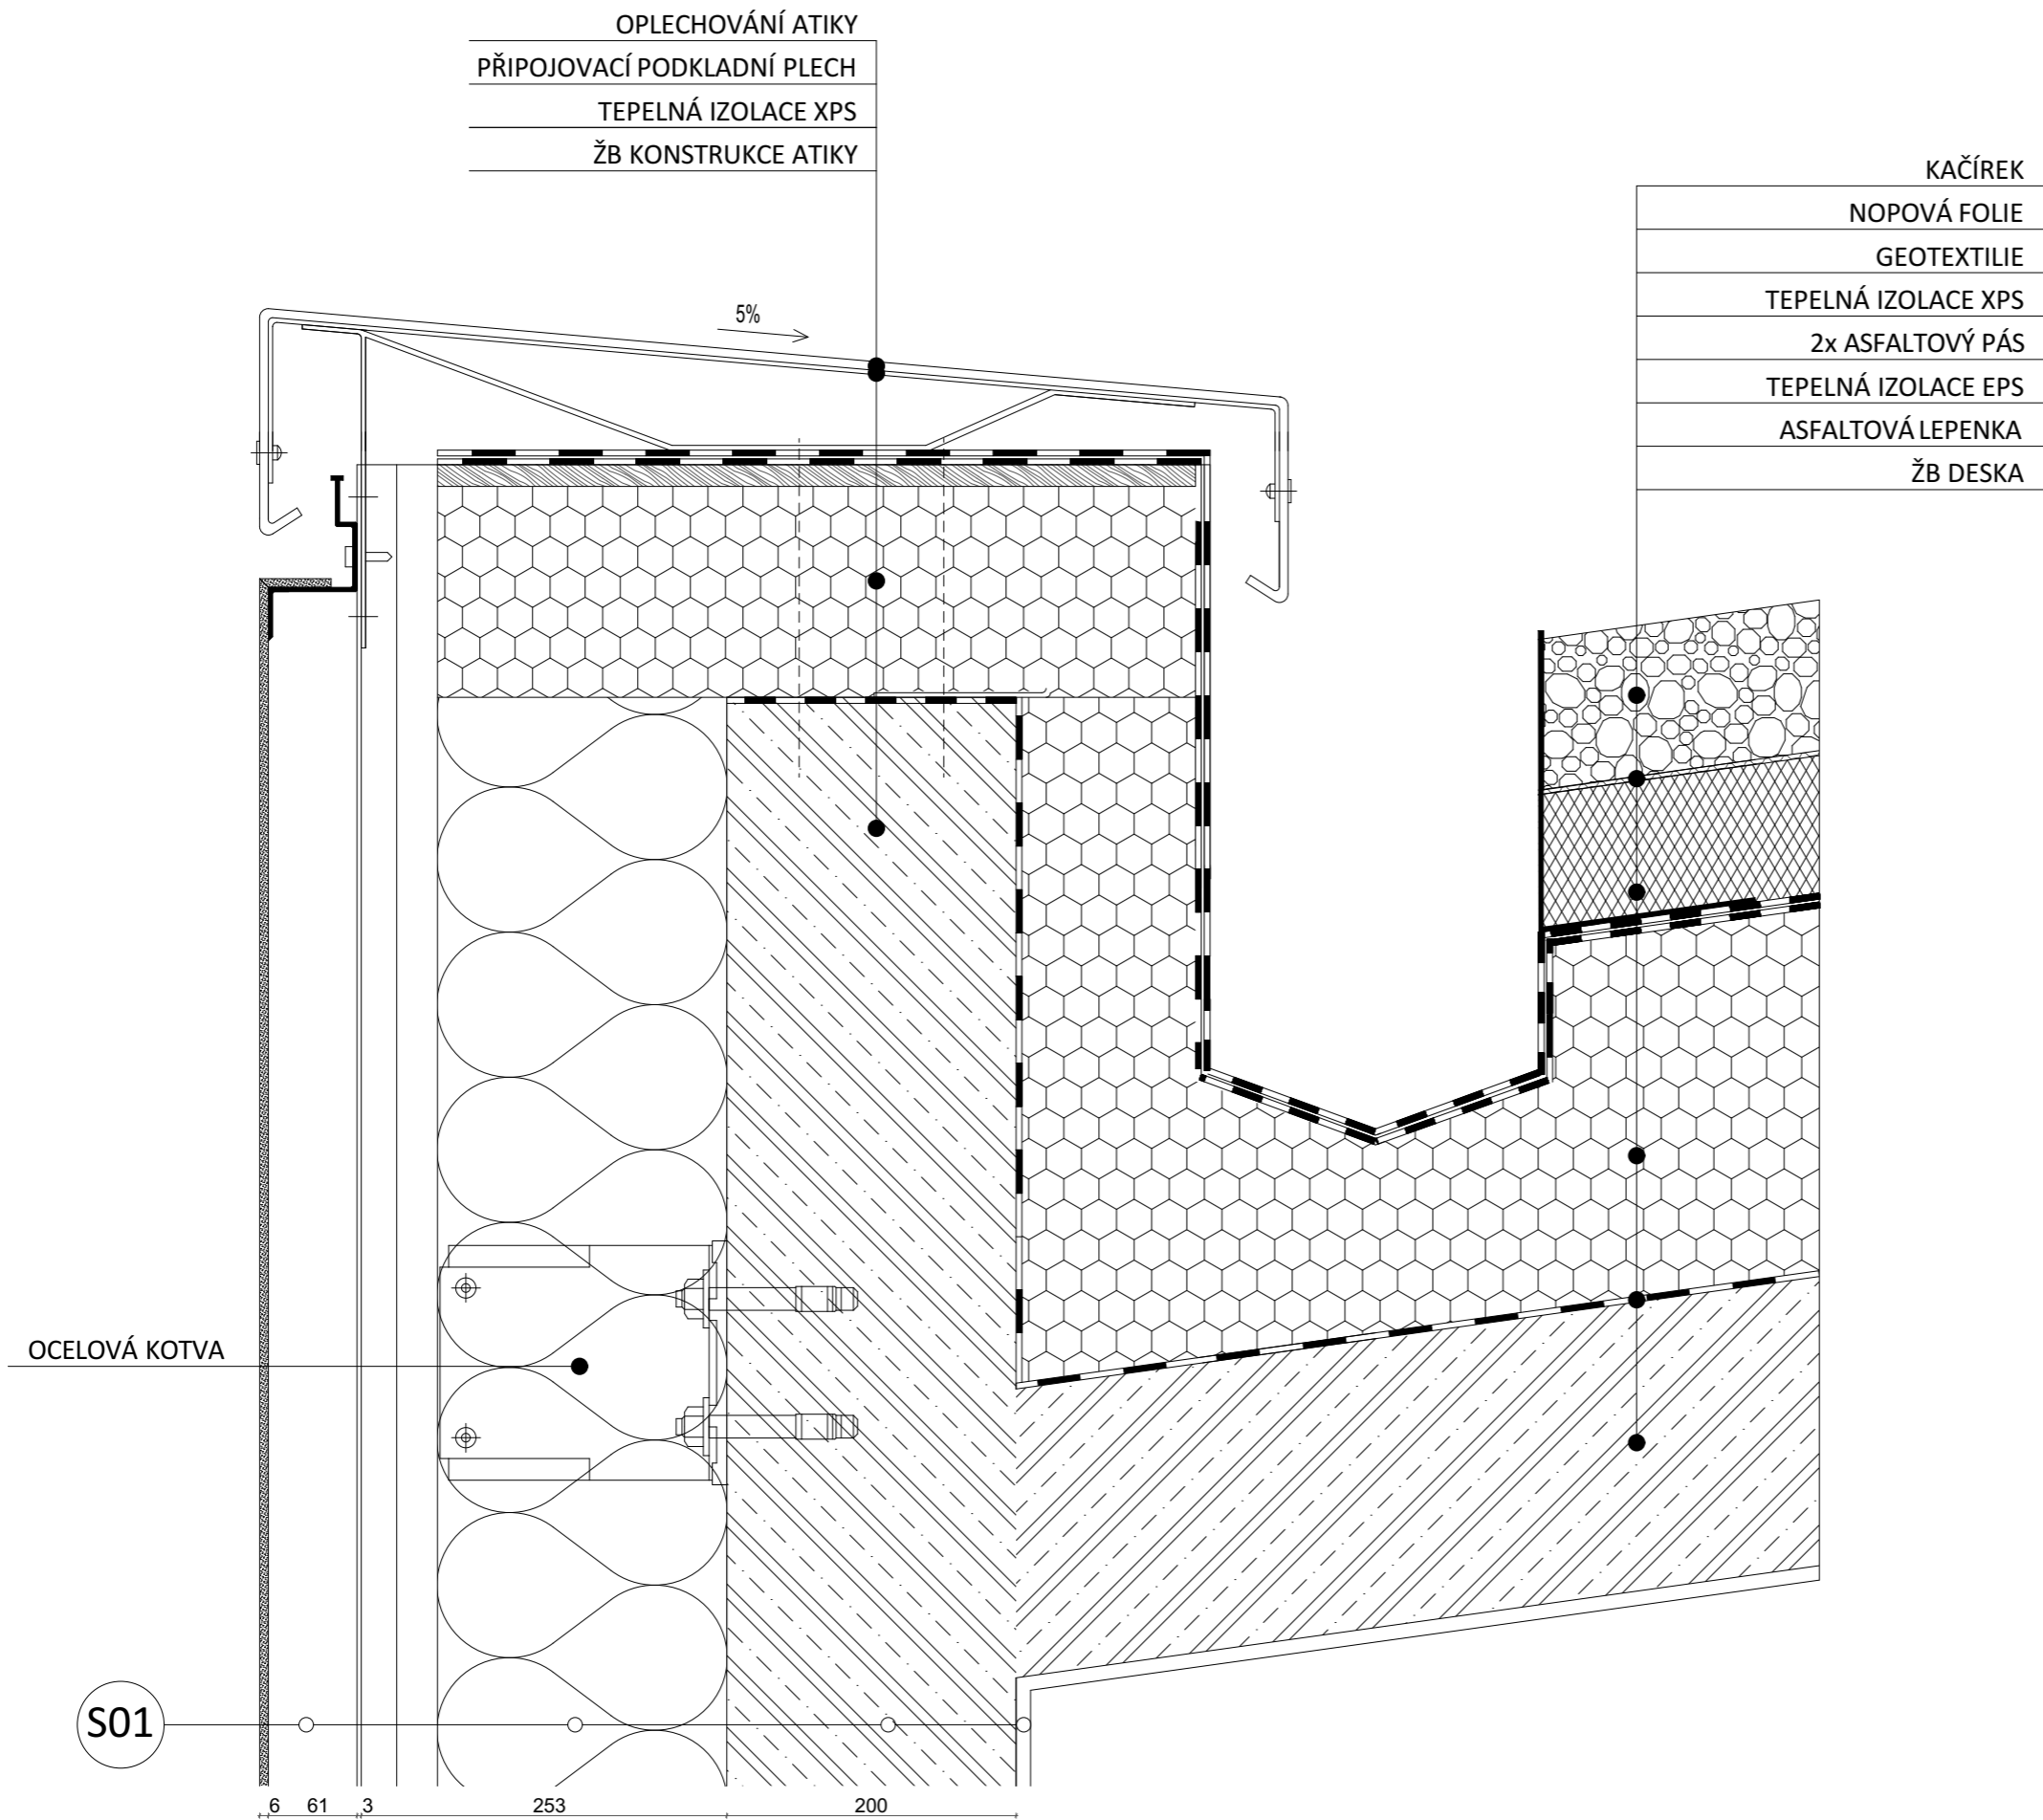 OPLECHOVÁNÍ ATIKY
PŘIPOJOVACÍ PODKLADNÍ PLECH
TEPELNÁ IZOLACE XPS
ŽB KONSTRUKCE ATIKY
KAČÍREK
NOPOVÁ FOLIE
GEOTEXTILIE
TEPELNÁ IZOLACE XPS
2x ASFALTOVÝ PÁS
TEPELNÁ IZOLACE EPS
ASFALTOVÁ LEPENKA
ŽB DESKA
5%
OCELOVÁ KOTVA
S01
6 61 3 253 200